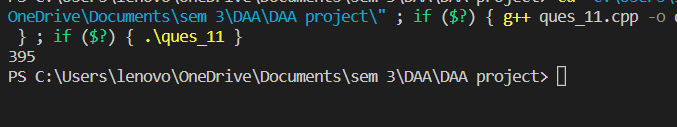 OneDrive\Documents\sem 3\DAA\DAA project\" ; if ($?) { g++ ques_11.cpp -o
} ; if ($?) { .\ques_11 }
395
PS C:\Users\lenovo\OneDrive\Documents\sem 3\DAA\DAA project>